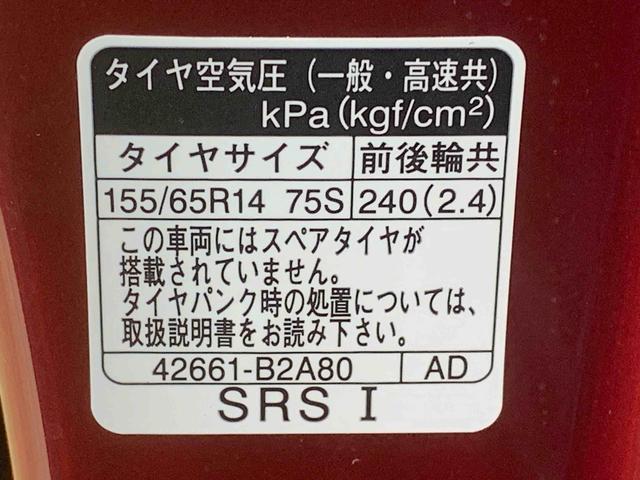 タイヤ空気圧（一般・高速共）
kPa(kgf/cm²)
タイヤサイズ 前後輪共
155/65R14 75S 240(2.4)
この車両にはスペアタイヤが
搭載されていません。
タイヤパンク時の処置については、
取扱説明書をお読み下さい。
42661-B2A80 AD
SRS I